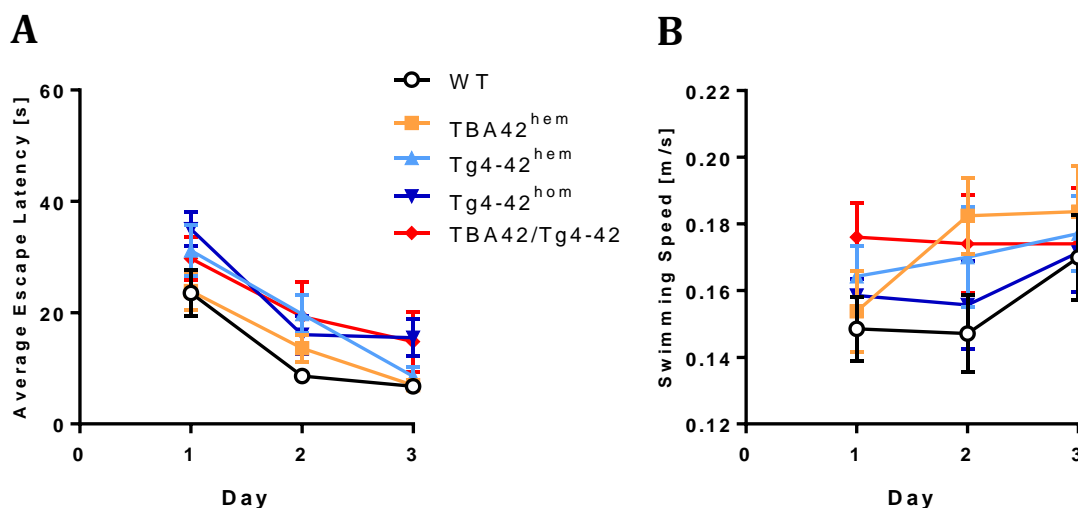 A
60
40
20
0
0
1
2
3
Average Escape Latency [s]
Day
WT
TBA42hem
Tg4-42hem
Tg4-42hom
TBA42/Tg4-42
B
0.22
0.20
0.18
0.16
0.14
0.12
0
1
2
3
Swimming Speed [m/s]
Day